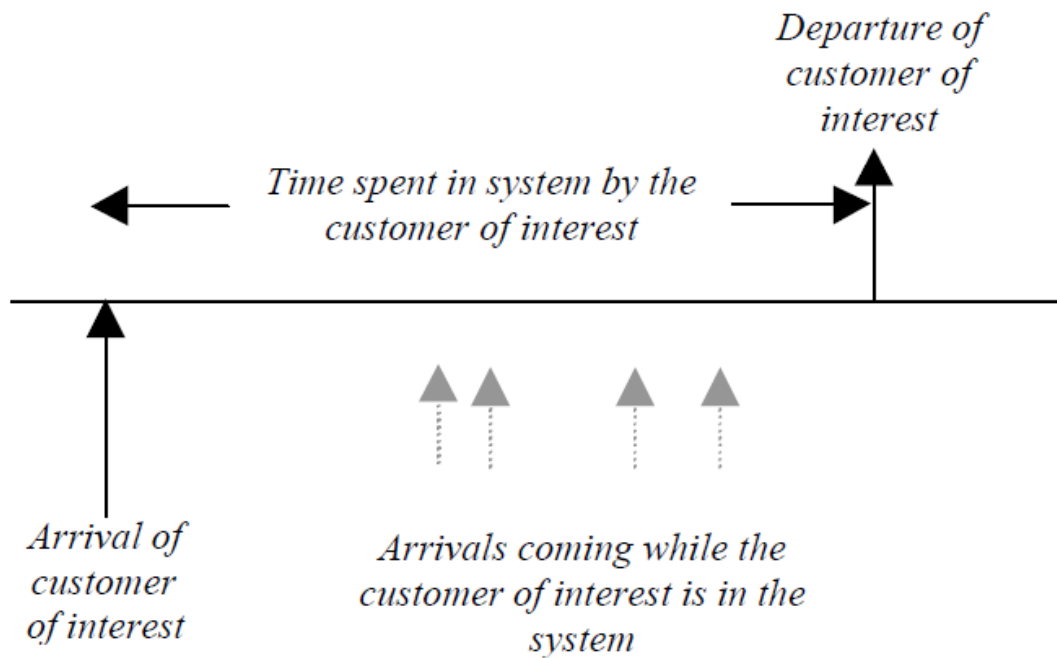 Departure of
customer of
interest
Time spent in system by the
customer of interest
Arrival of
customer
of interest
Arrivals coming while the
customer of interest is in the
system